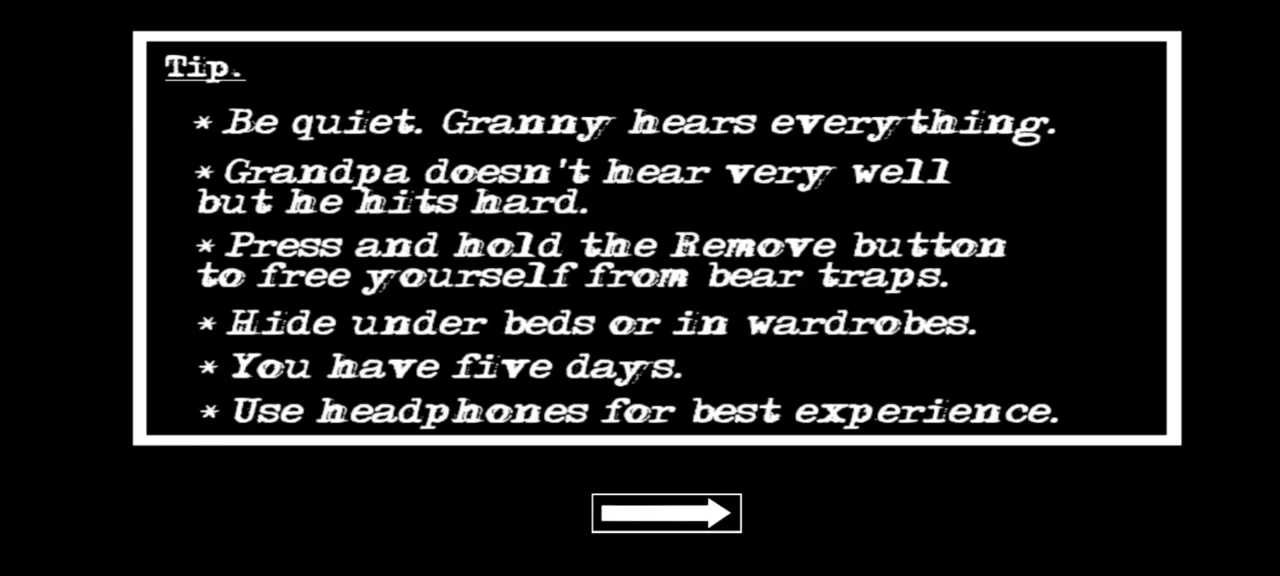 Tip.
* Be quiet. Granny hears everything.
* Grandpa doesn't hear very well
but he hits hard.
* Press and hold the Remove button
to free yourself from bear traps.
* Hide under beds or in wardrobes.
* You have five days.
* Use headphones for best experience.